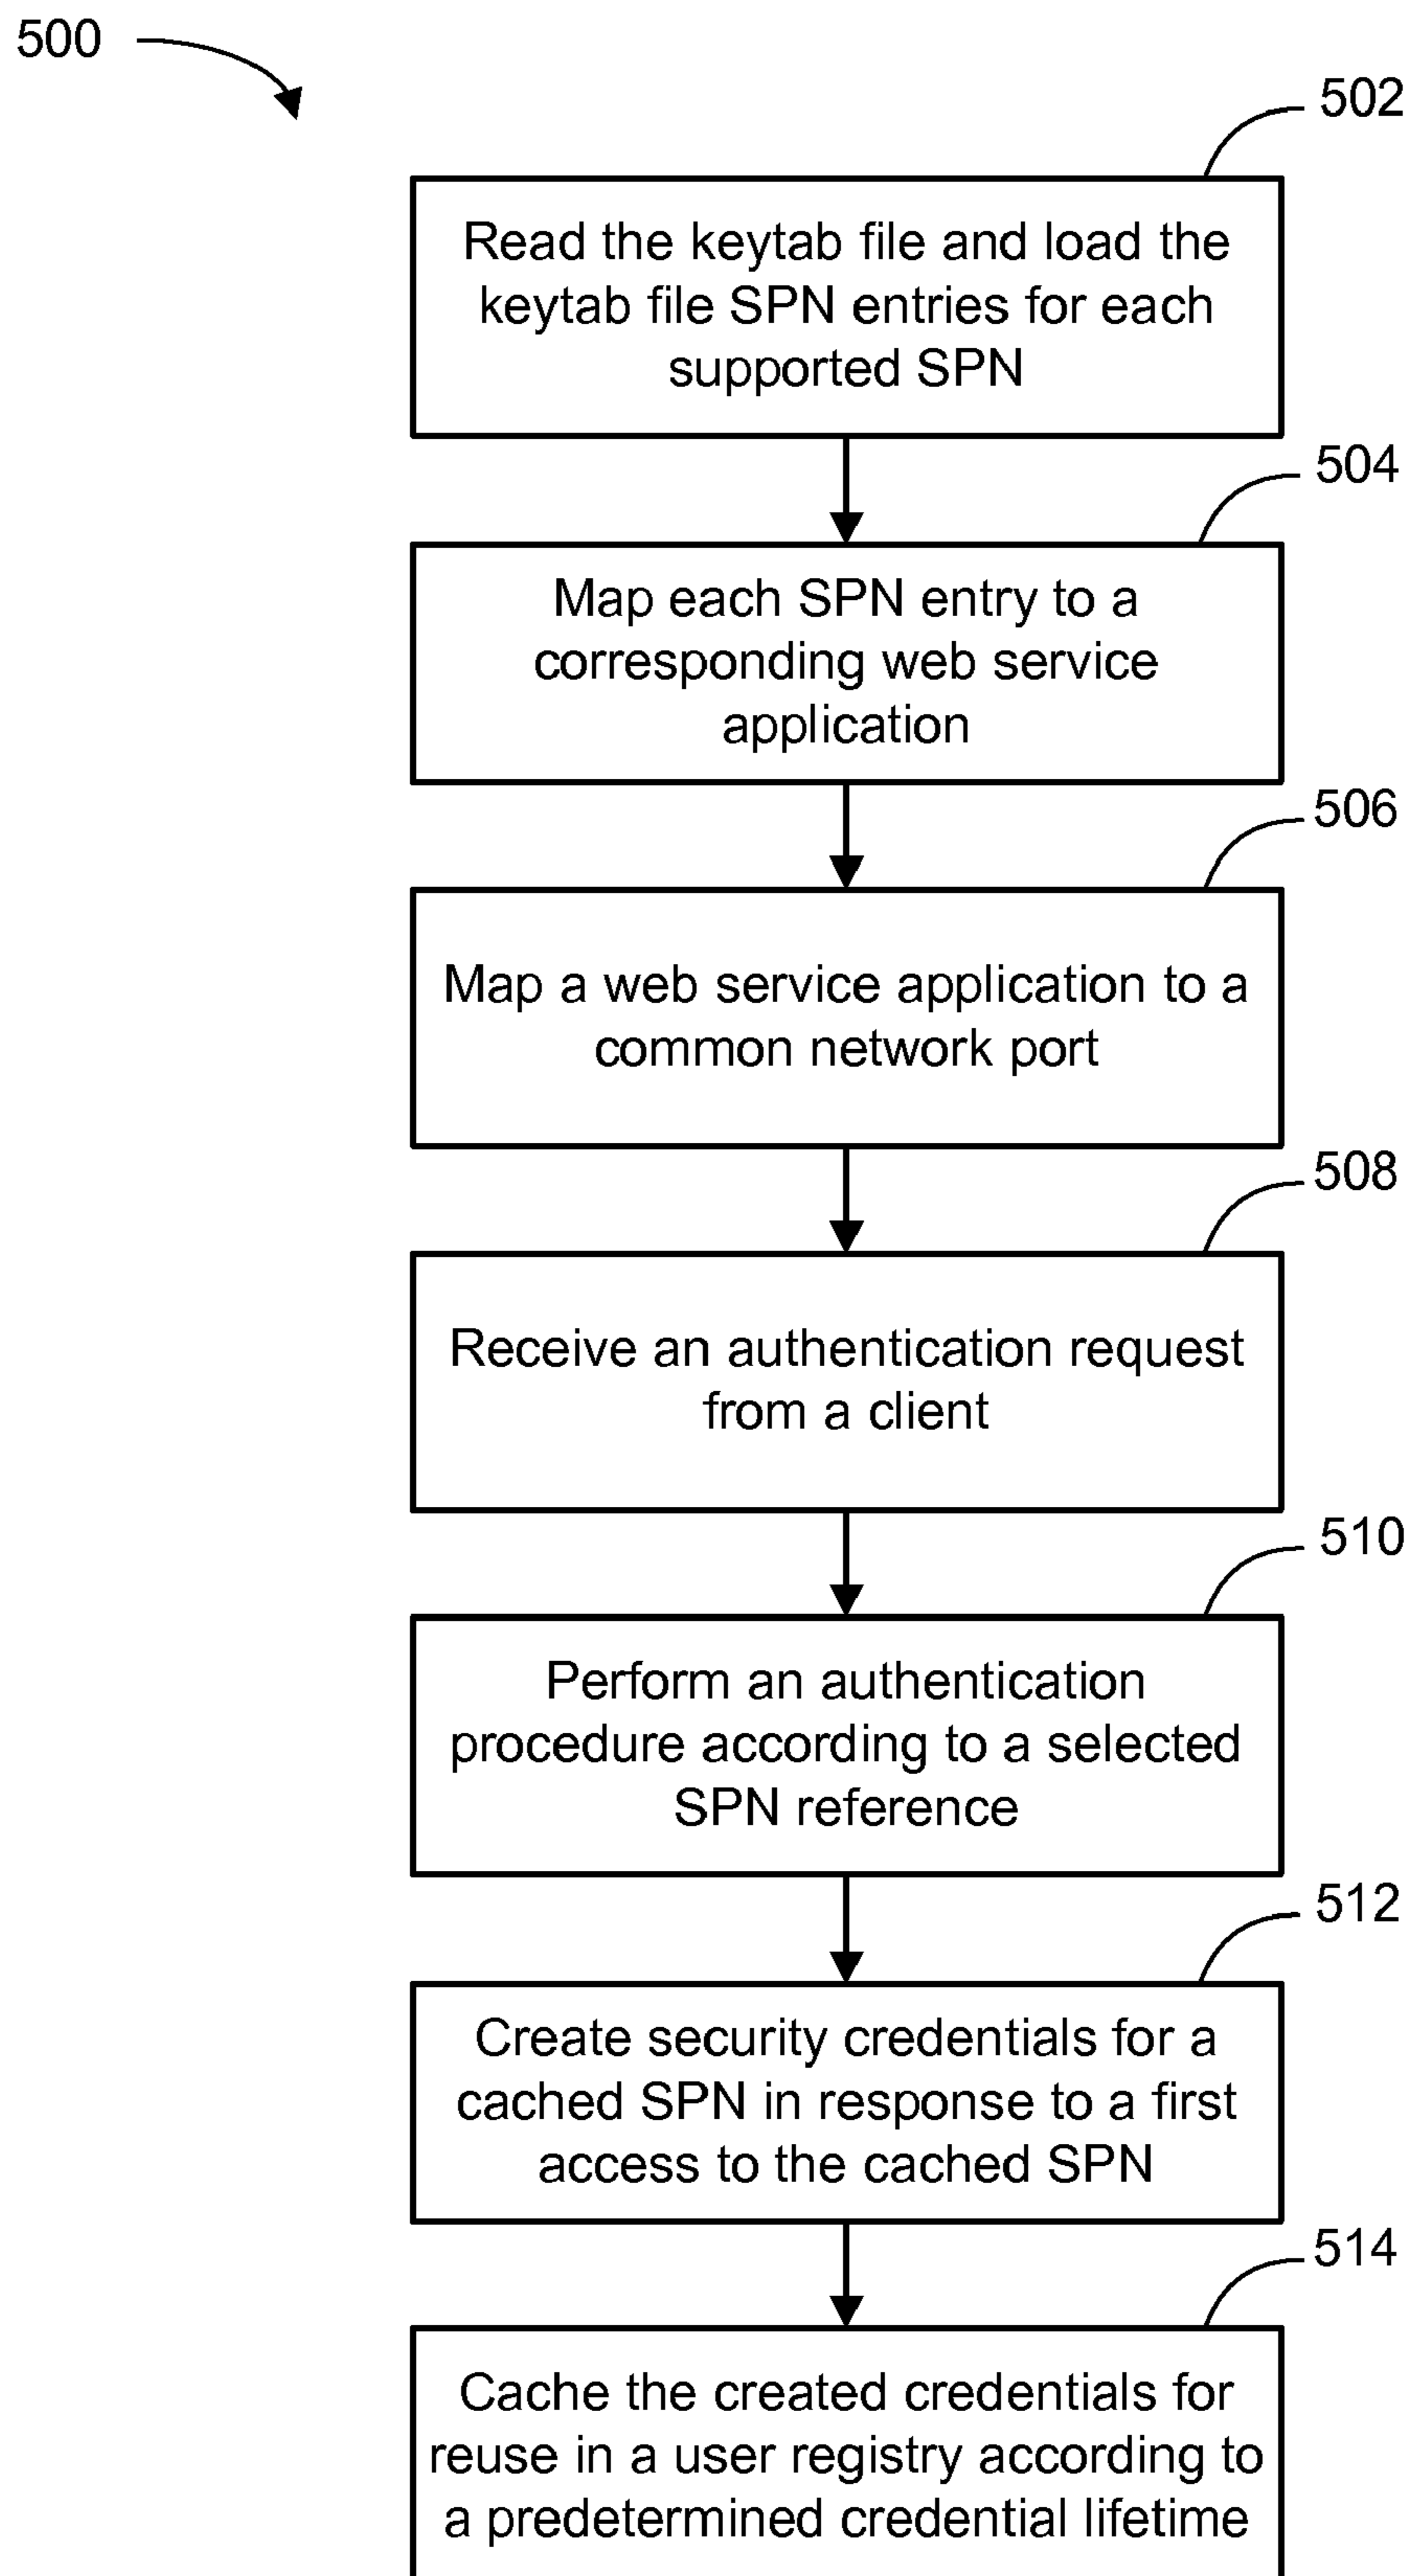 500
502
Read the keytab file and load the
keytab file SPN entries for each
supported SPN
504
Map each SPN entry to a
corresponding web service
application
506
Map a web service application to a
common network port
508
Receive an authentication request
from a client
510
Perform an authentication
procedure according to a selected
SPN reference
512
Create security credentials for a
cached SPN in response to a first
access to the cached SPN
514
Cache the created credentials for
reuse in a user registry according to
a predetermined credential lifetime